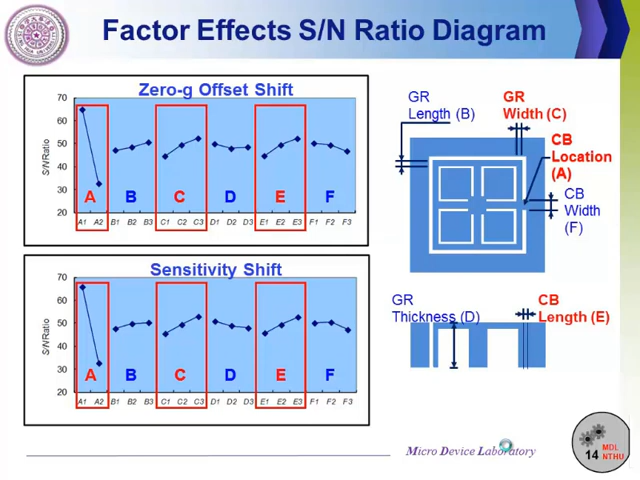 Factor Effects S/N Ratio Diagram
Zero-g Offset Shift
S/N Ratio
70
60
50
40
30
20
A
B
C
D
E
F
A1 A2 B1 B2 B3 C1 C2 C3 D1 D2 D3 E1 E2 E3 F1 F2 F3
Sensitivity Shift
S/N Ratio
70
60
50
40
30
20
A
B
C
D
E
F
A1 A2 B1 B2 B3 C1 C2 C3 D1 D2 D3 E1 E2 E3 F1 F2 F3
GR
Length (B)
GR
Width (C)
CB
Location
(A)
CB
Width
(F)
GR
Thickness (D)
CB
Length (E)
Micro Device Laboratory
14
MDL
NTHU